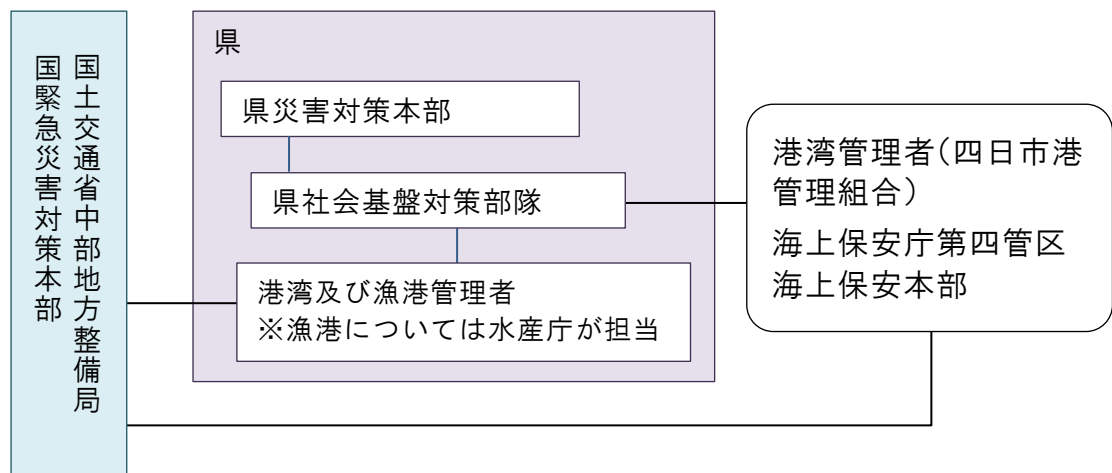 国土交通省中部地方整備局
国緊急災害対策本部
県
県災害対策本部
県社会基盤対策部隊
港湾及び漁港管理者
※漁港については水産庁が担当
港湾管理者(四日市港
管理組合)
海上保安庁第四管区
海上保安本部